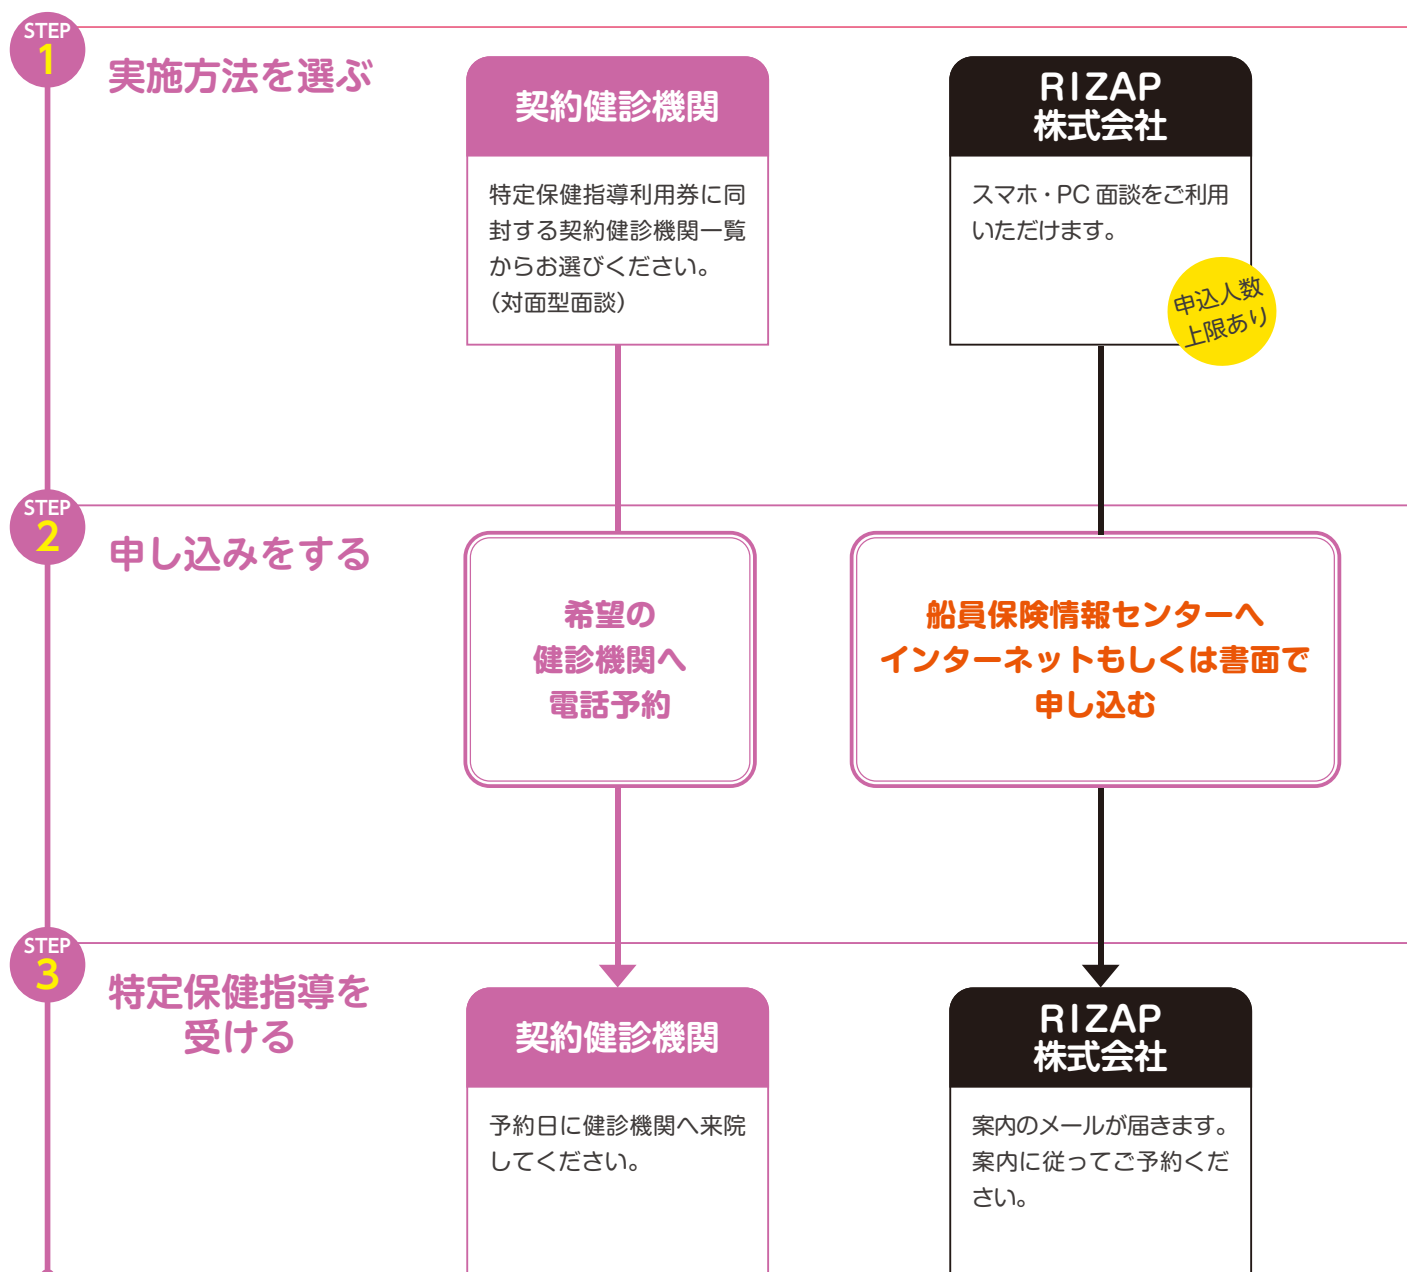 STEP
1
実施方法を選ぶ
契約健診機関
特定保健指導利用券に同
封する契約健診機関一覧
からお選びください。
(対面型面談)
RIZAP
株式会社
スマホ・PC 面談をご利用
いただけます。
申込人数
上限あり
STEP
2
申し込みをする
希望の
健診機関へ
電話予約
船員保険情報センターへ
インターネットもしくは書面で
申し込む
STEP
3
特定保健指導を
受ける
契約健診機関
予約日に健診機関へ来院
してください。
RIZAP
株式会社
案内のメールが届きます。
案内に従ってご予約くだ
さい。